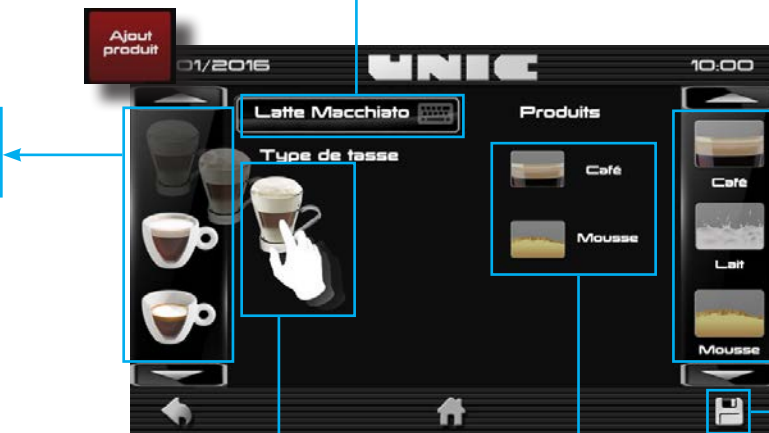 Ajout
produit
01/2016
UNIC
10:00
Latte Macchiato
Produits
Type de tasse
Café
Mousse
Café
Lait
Mousse